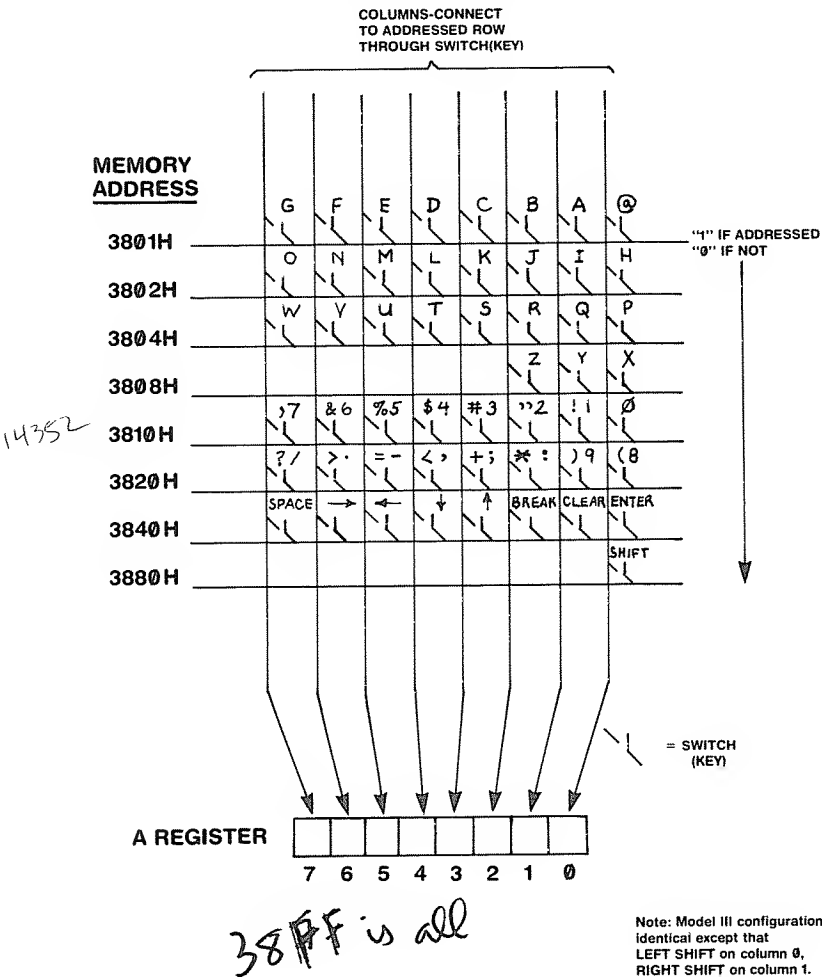 COLUMNS-CONNECT
TO ADDRESSED ROW
THROUGH SWITCH(KEY)
MEMORY
ADDRESS
G F E D C B A @
3801H
"1" IF ADDRESSED
"0" IF NOT
O N M L K J I H
3802H
W V U T S R Q P
3804H
Z Y X
3808H
14352
'7 &6 %5 $4 #3 "2 !1 0
3810H
?/ >. =- <, +; *: )9 (8
3820H
SPACE → ← ↓ ↑ BREAK CLEAR ENTER
3840H
SHIFT
3880H
= SWITCH
(KEY)
A REGISTER
7 6 5 4 3 2 1 0
38FF is all
Note: Model III configuration
identical except that
LEFT SHIFT on column 0,
RIGHT SHIFT on column 1.